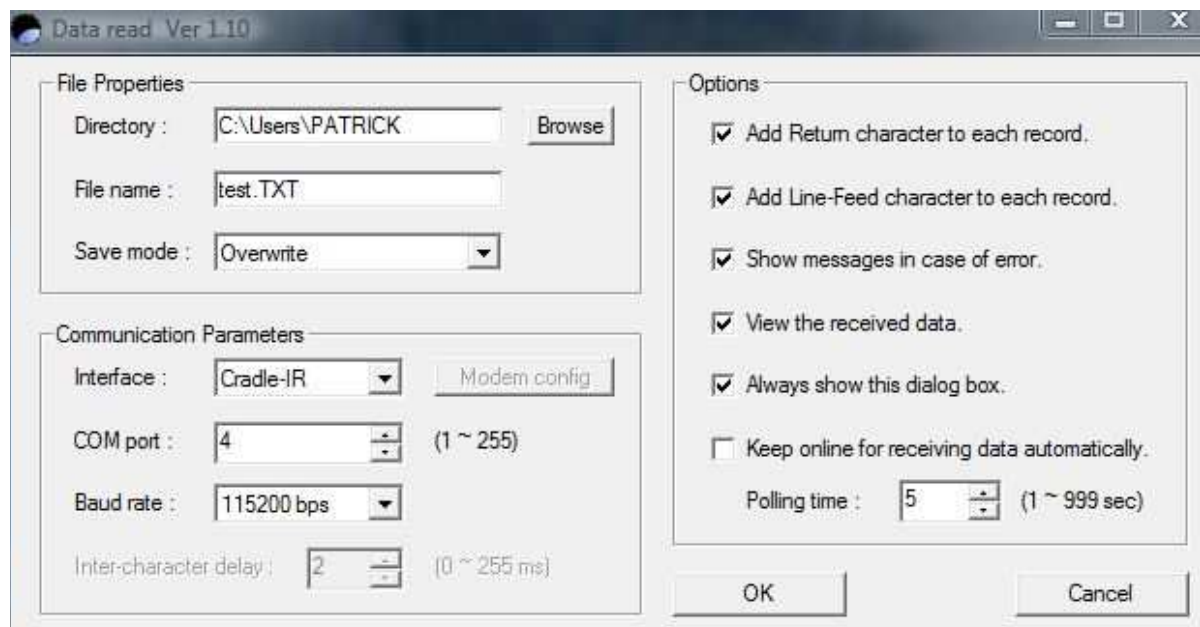 Data read Ver 1.10
File Properties
Directory :
C:\Users\PATRICK
Browse
File name :
test.TXT
Save mode :
Overwrite
Communication Parameters
Interface :
Cradle-IR
Modem config
COM port :
4
(1 ~ 255)
Baud rate :
115200 bps
Inter-character delay :
2
(0 ~ 255 ms)
Options
Add Return character to each record.
Add Line-Feed character to each record.
Show messages in case of error.
View the received data.
Always show this dialog box.
Keep online for receiving data automatically.
Polling time :
5
(1 ~ 999 sec)
OK
Cancel